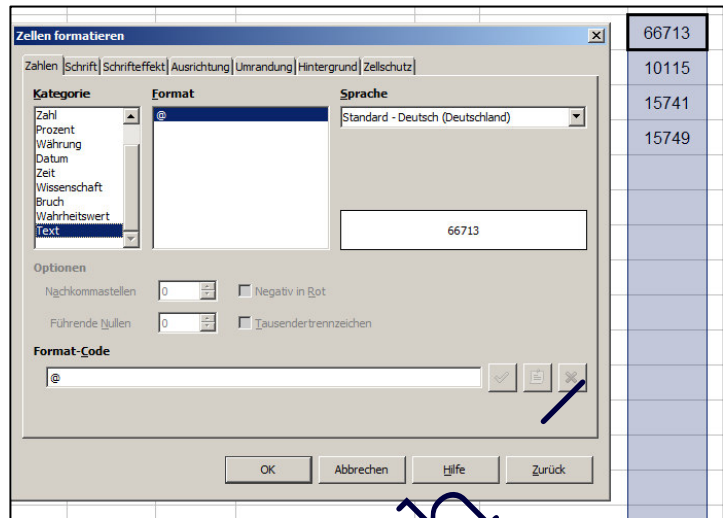 Zellen formatieren
Zahlen Schrift Schrifteffekt Ausrichtung Umrandung Hintergrund Zellschutz
Kategorie Format Sprache
Zahl
Prozent
Währung
Datum
Zeit
Wissenschaft
Bruch
Wahrheitswert
Text
@
Standard - Deutsch (Deutschland)
66713
Optionen
Nachkommastellen 0 Negativ in Rot
Führende Nullen 0 Tausendertrennzeichen
Format-Code
@
OK Abbrechen Hilfe Zurück
66713
10115
15741
15749